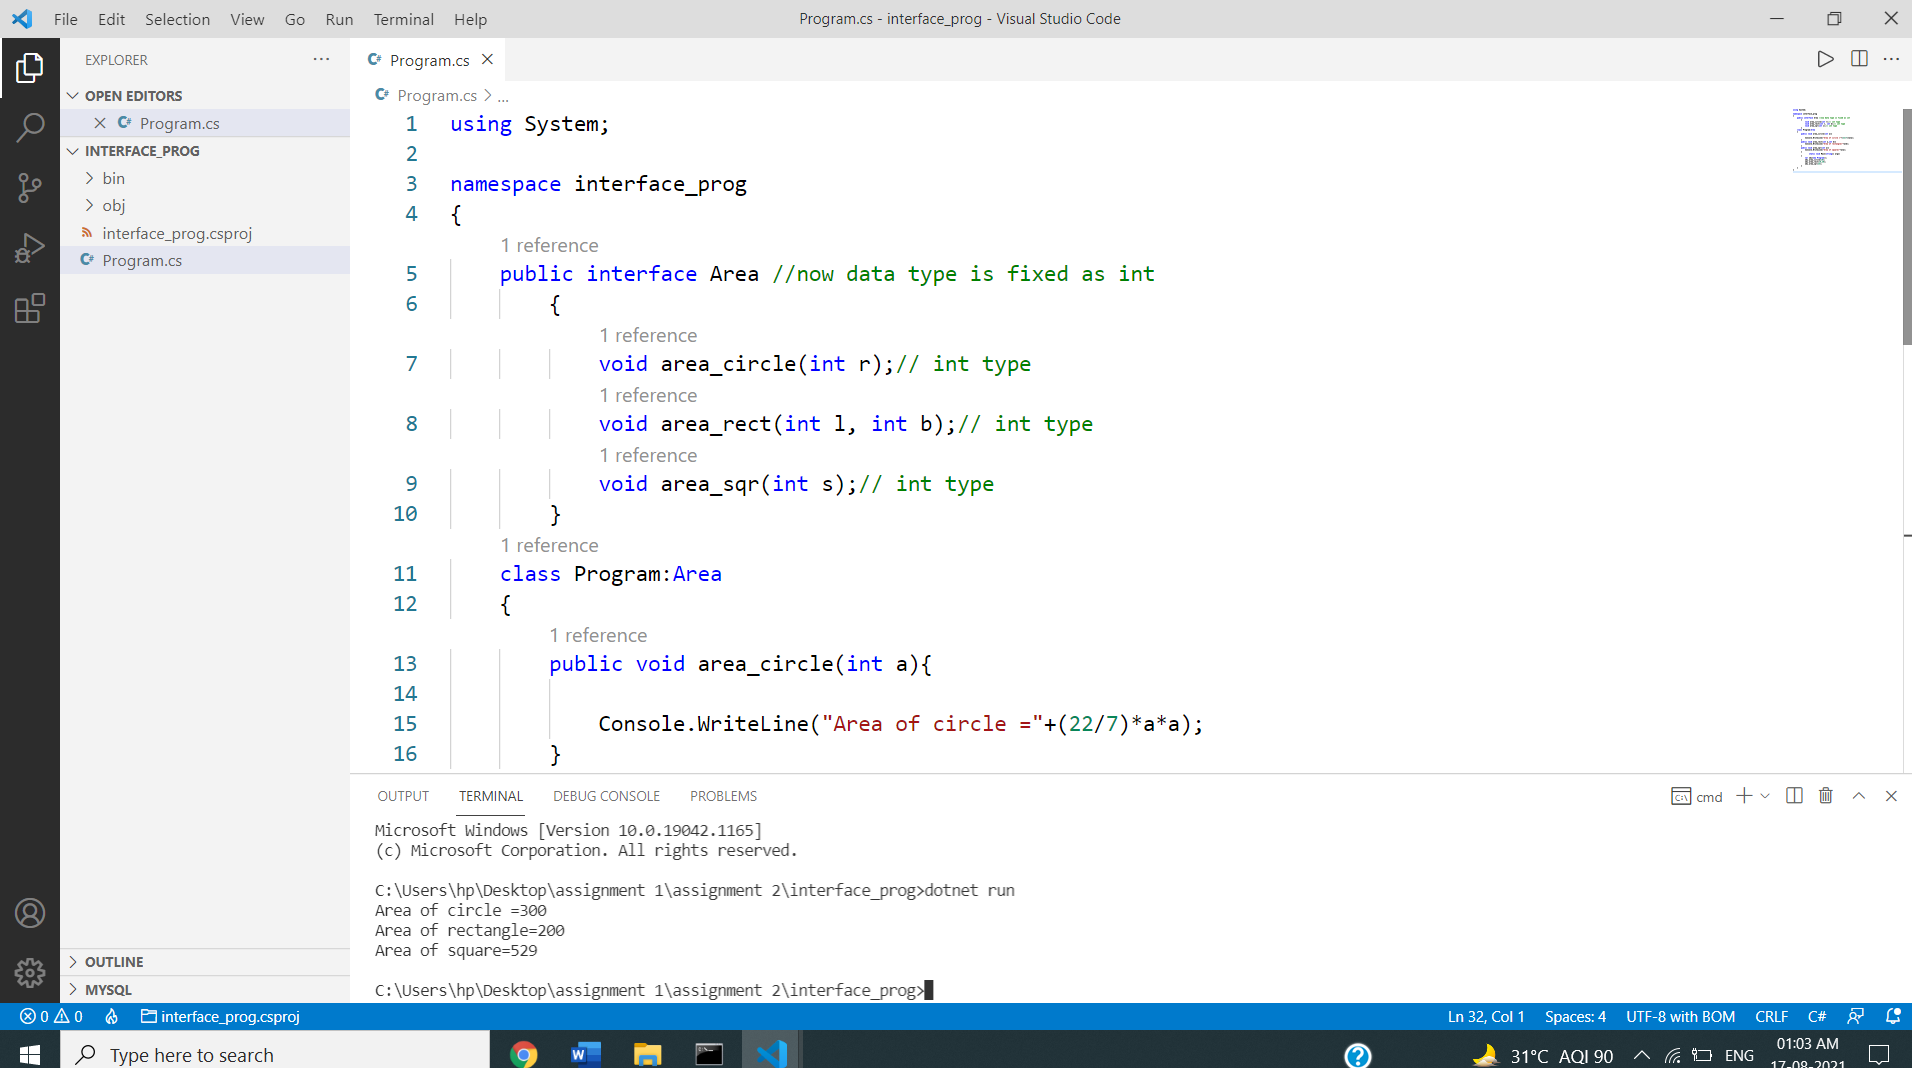 File Edit Selection View Go Run Terminal Help
Program.cs - interface_prog - Visual Studio Code
EXPLORER
OPEN EDITORS
Program.cs
INTERFACE_PROG
bin
obj
interface_prog.csproj
Program.cs
OUTLINE
MYSQL
Program.cs
Program.cs > ...
1 using System;
2
3 namespace interface_prog
4 {
1 reference
5 public interface Area //now data type is fixed as int
6 {
1 reference
7 void area_circle(int r);// int type
1 reference
8 void area_rect(int l, int b);// int type
1 reference
9 void area_sqr(int s);// int type
10 }
1 reference
11 class Program:Area
12 {
1 reference
13 public void area_circle(int a){
14
15 Console.WriteLine("Area of circle ="+(22/7)*a*a);
16 }
OUTPUT TERMINAL DEBUG CONSOLE PROBLEMS
cmd
Microsoft Windows [Version 10.0.19042.1165]
(c) Microsoft Corporation. All rights reserved.
C:\Users\hp\Desktop\assignment 1\assignment 2\interface_prog>dotnet run
Area of circle =300
Area of rectangle=200
Area of square=529
C:\Users\hp\Desktop\assignment 1\assignment 2\interface_prog>
0 0 interface_prog.csproj
Ln 32, Col 1 Spaces: 4 UTF-8 with BOM CRLF C#
Type here to search
31°C AQI 90 ENG
01:03 AM
17-08-2021